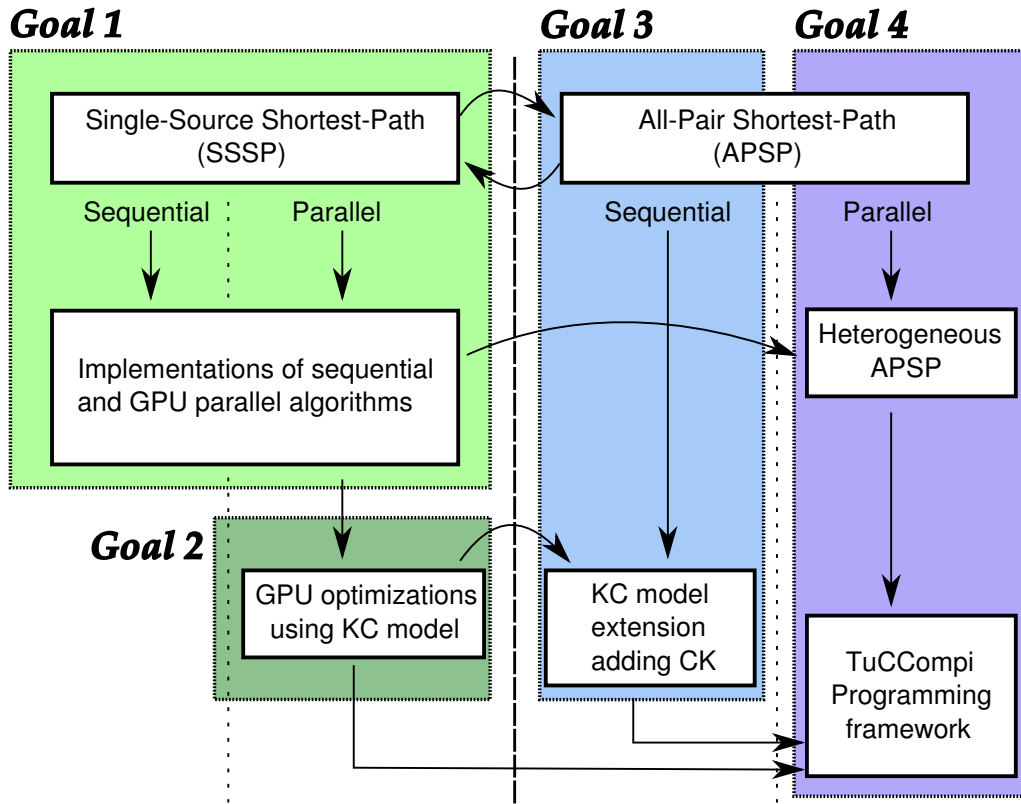 Goal 1
Goal 3
Goal 4
Single-Source Shortest-Path
(SSSP)
All-Pair Shortest-Path
(APSP)
Sequential
Parallel
Sequential
Parallel
Implementations of sequential
and GPU parallel algorithms
Heterogeneous
APSP
Goal 2
GPU optimizations
using KC model
KC model
extension
adding CK
TuCCompi
Programming
framework